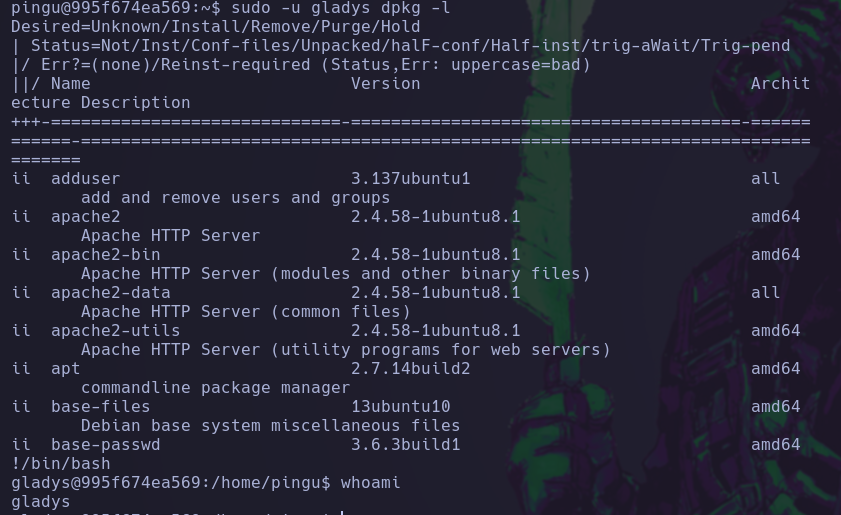 pingu@995f674ea569:~$ sudo -u gladys dpkg -l
Desired=Unknown/Install/Remove/Purge/Hold
| Status=Not/Inst/Conf-files/Unpacked/halF-conf/Half-inst/trig-aWait/Trig-pend
|/ Err?=(none)/Reinst-required (Status,Err: uppercase=bad)
||/ Name                          Version                                 Archit
ecture Description
+++-=============================-=======================================-======
======-=========================================================================
=======
ii  adduser                       3.137ubuntu1                            all
       add and remove users and groups
ii  apache2                       2.4.58-1ubuntu8.1                       amd64
       Apache HTTP Server
ii  apache2-bin                   2.4.58-1ubuntu8.1                       amd64
       Apache HTTP Server (modules and other binary files)
ii  apache2-data                  2.4.58-1ubuntu8.1                       all
       Apache HTTP Server (common files)
ii  apache2-utils                 2.4.58-1ubuntu8.1                       amd64
       Apache HTTP Server (utility programs for web servers)
ii  apt                           2.7.14build2                            amd64
       commandline package manager
ii  base-files                    13ubuntu10                              amd64
       Debian base system miscellaneous files
ii  base-passwd                   3.6.3build1                             amd64
!/bin/bash
gladys@995f674ea569:/home/pingu$ whoami
gladys